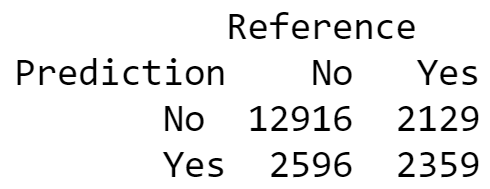 Reference
Prediction No Yes
No 12916 2129
Yes 2596 2359